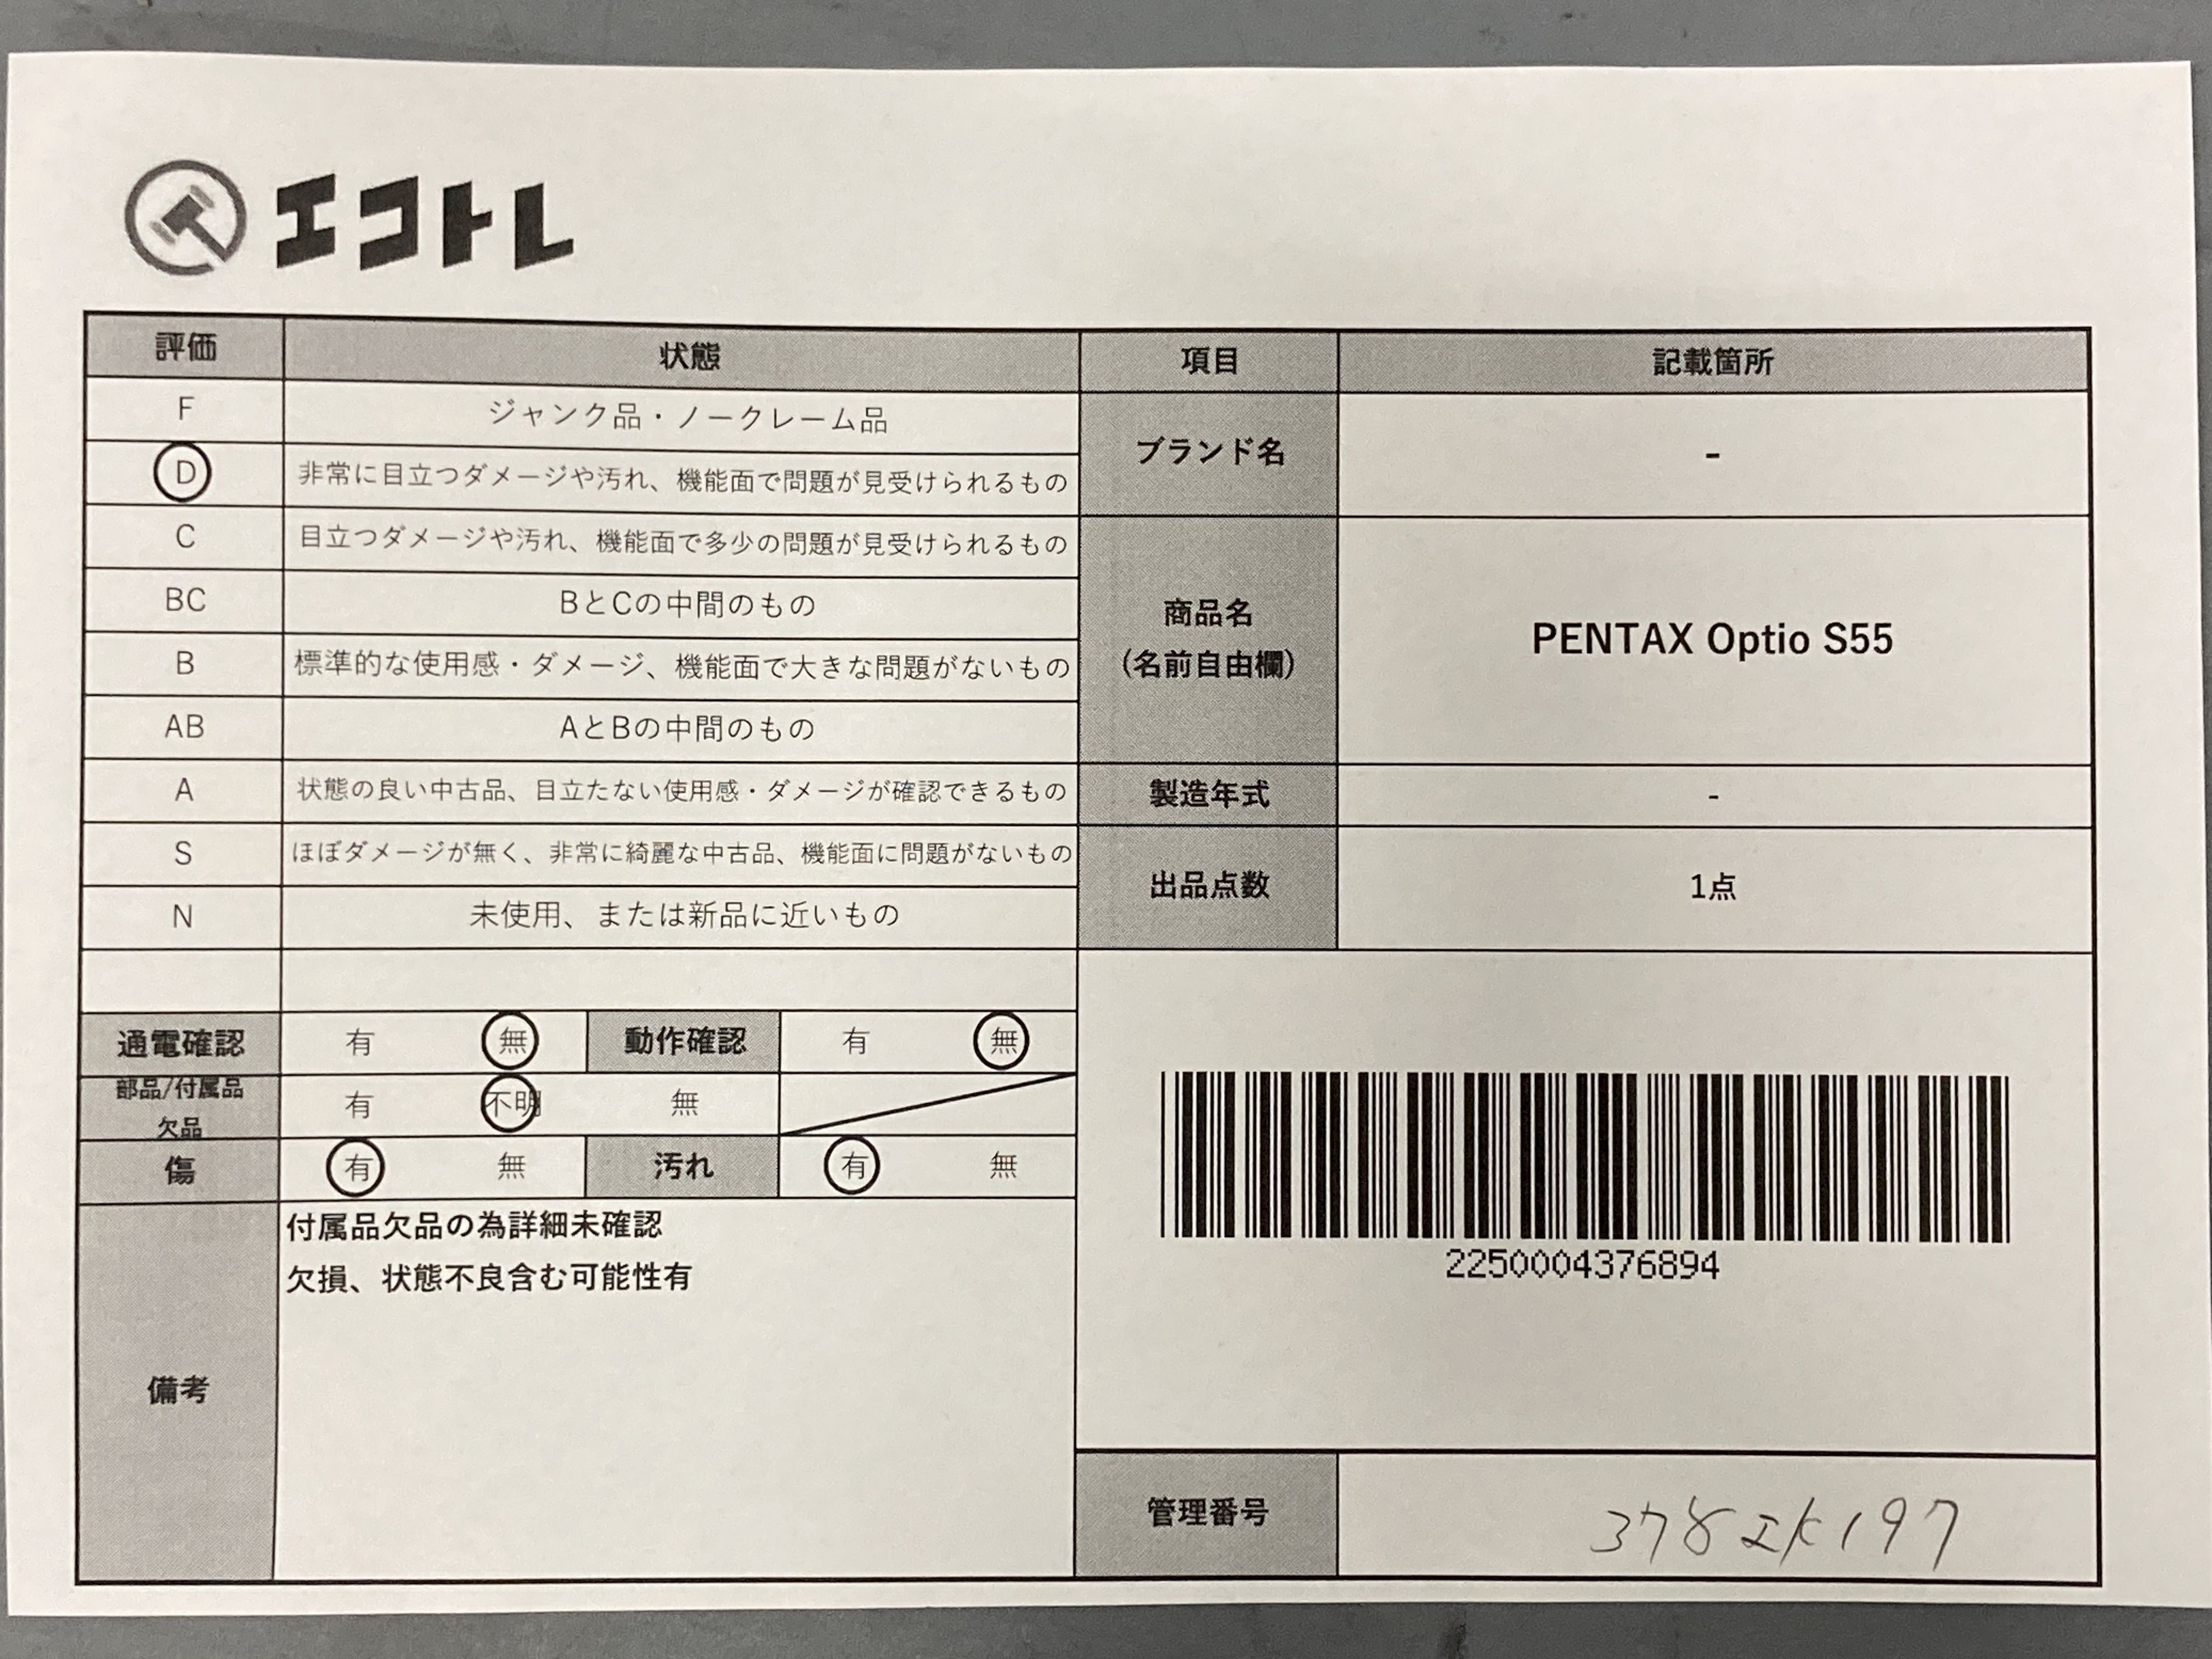 エコトレ
評価 状態 項目 記載箇所
F ジャンク品・ノークレーム品
D 非常に目立つダメージや汚れ、機能面で問題が見受けられるもの
ブランド名 -
C 目立つダメージや汚れ、機能面で多少の問題が見受けられるもの
BC BとCの中間のもの
商品名
(名前自由欄)
PENTAX Optio S55
B 標準的な使用感・ダメージ、機能面で大きな問題がないもの
AB AとBの中間のもの
A 状態の良い中古品、目立たない使用感・ダメージが確認できるもの
製造年式 -
S ほぼダメージが無く、非常に綺麗な中古品、機能面に問題がないもの
出品点数 1点
N 未使用、または新品に近いもの
通電確認 有 無 動作確認 有 無
部品/付属品
欠品
有 不明 無
傷 有 無 汚れ 有 無
備考
付属品欠品の為詳細未確認
欠損、状態不良含む可能性有
2250004376894
管理番号 378エK197